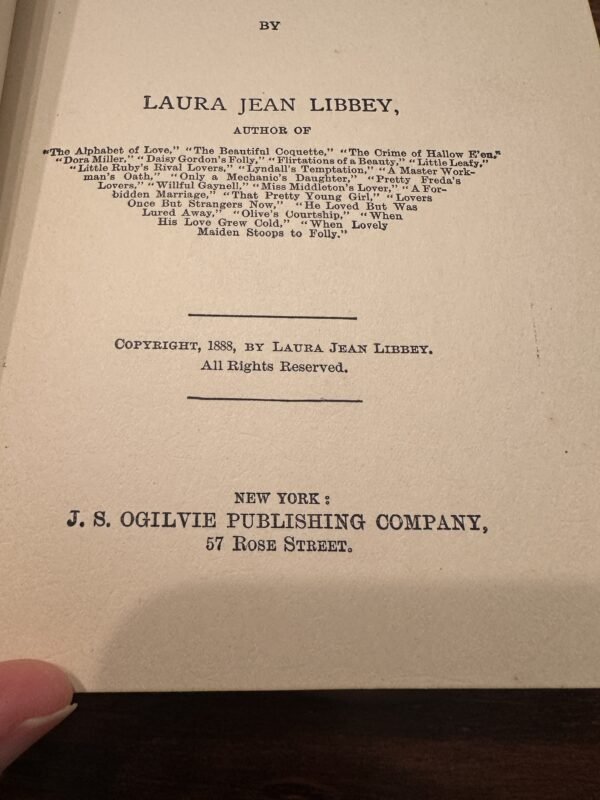 BY
LAURA JEAN LIBBEY,
AUTHOR OF
"The Alphabet of Love," "The Beautiful Coquette," "The Crime of Hallow E'en,"
"Dora Miller," "Daisy Gordon's Folly," "Flirtations of a Beauty," "Little Leafy,"
"Little Ruby's Rival Lovers," "Lyndall's Temptation," "A Master Work-
man's Oath," "Only a Mechanic's Daughter," "Pretty Freda's
Lovers," "Willful Gaynell," "Miss Middleton's Lover," "A For-
bidden Marriage," "That Pretty Young Girl," "Lovers
Once But Strangers Now," "He Loved But Was
Lured Away," "Olive's Courtship," "When
His Love Grew Cold," "When Lovely
Maiden Stoops to Folly."
COPYRIGHT, 1888, BY LAURA JEAN LIBBEY.
All Rights Reserved.
NEW YORK:
J. S. OGILVIE PUBLISHING COMPANY,
57 ROSE STREET.